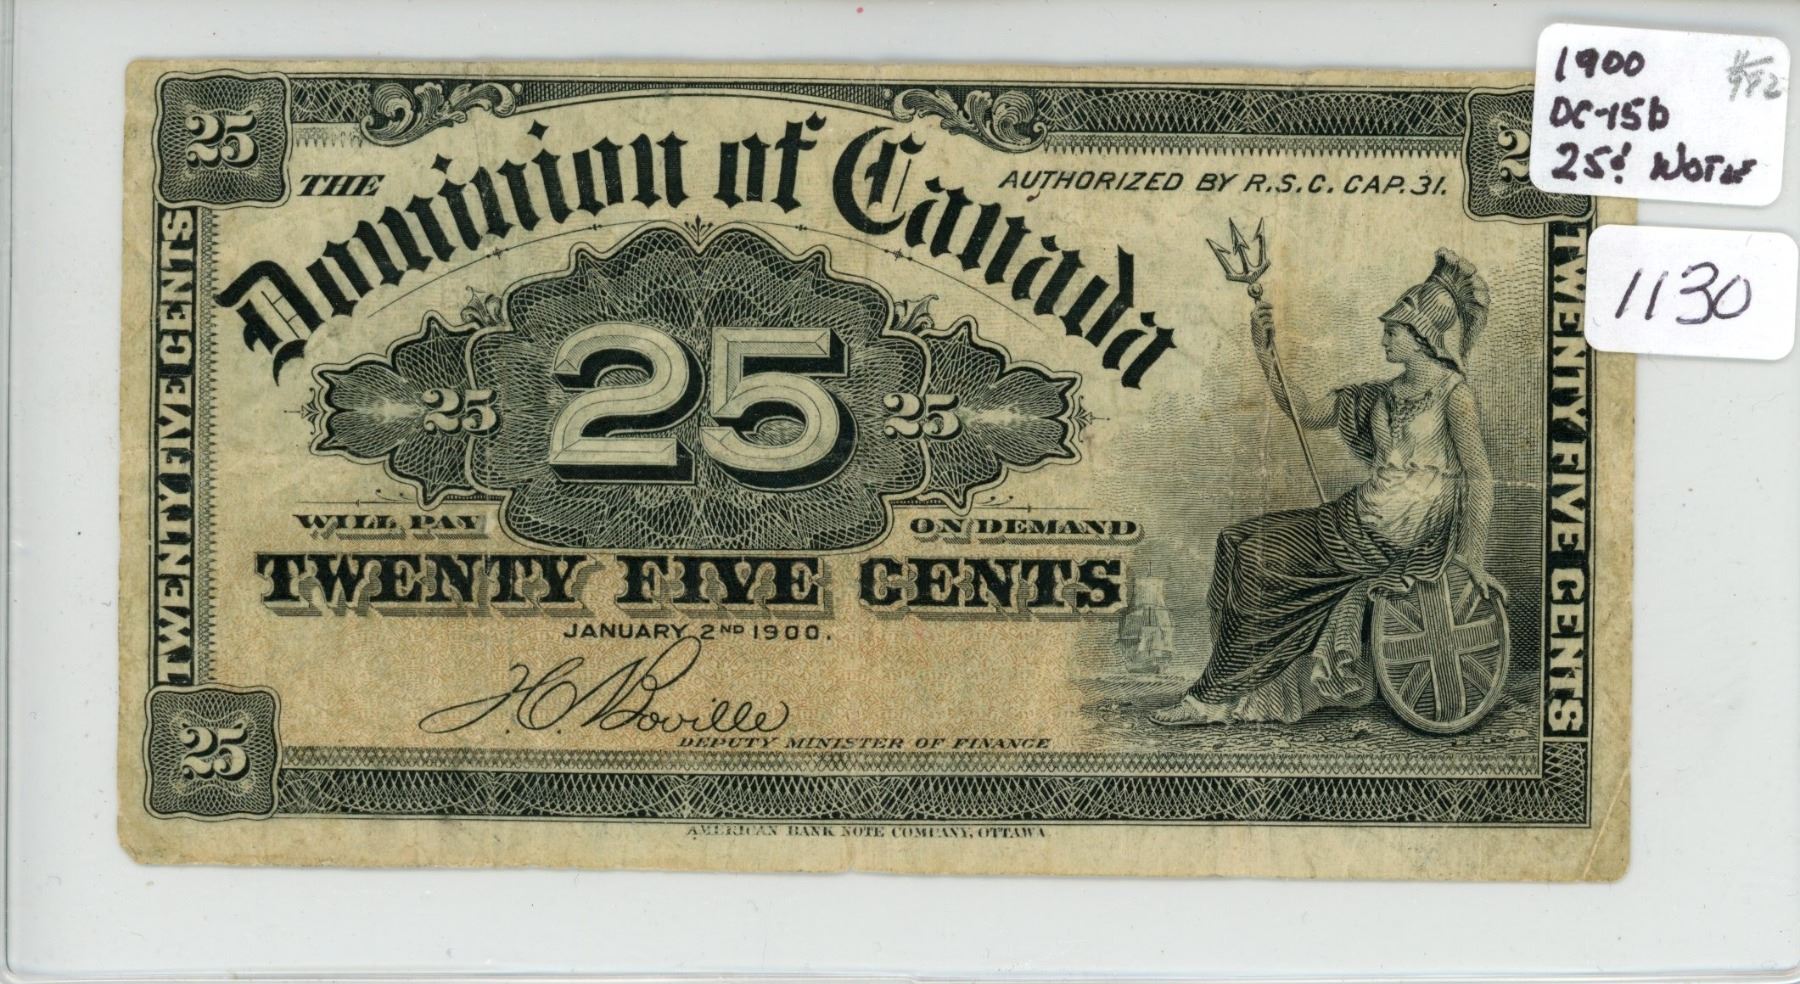 1900
DC-15b
25¢ Note
1130
25
THE
Dominion of Canada
AUTHORIZED BY R.S.C. CAP. 31.
TWENTY FIVE CENTS
25
25
25
TWENTY FIVE CENTS
WILL PAY
ON DEMAND
TWENTY FIVE CENTS
JANUARY 2ND 1900.
H.C. Boville
DEPUTY MINISTER OF FINANCE
25
AMERICAN BANK NOTE COMPANY, OTTAWA